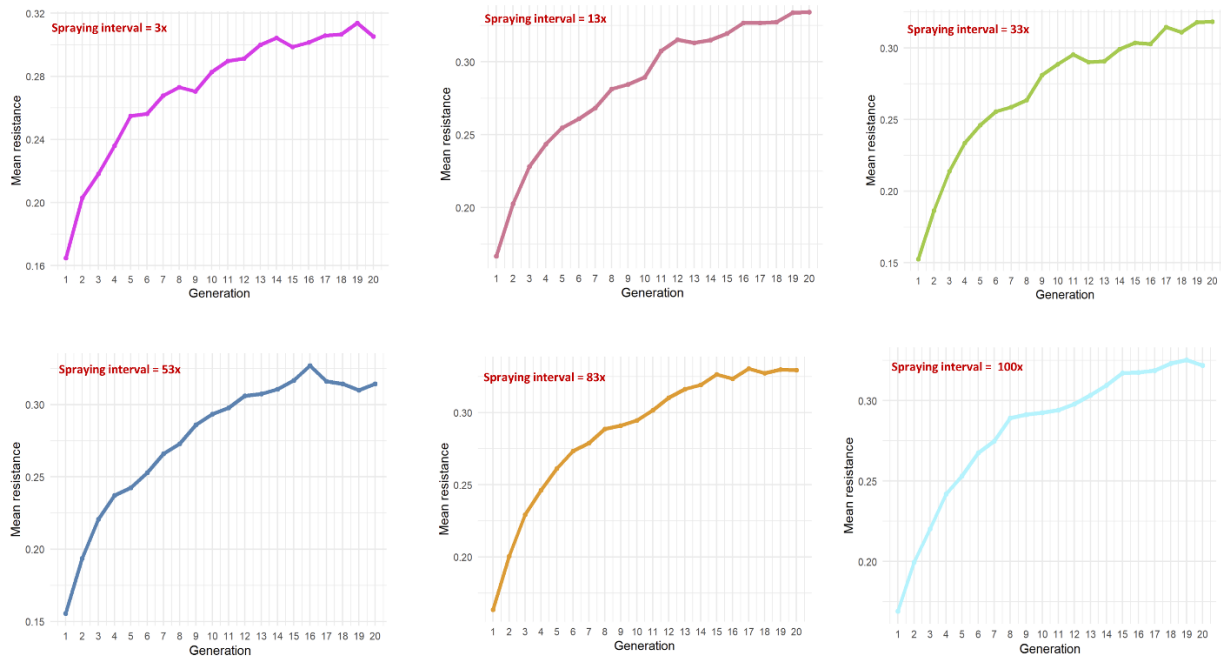 Spraying interval = 3x
Mean resistance
0.32
0.28
0.24
0.20
0.16
1 2 3 4 5 6 7 8 9 10 11 12 13 14 15 16 17 18 19 20
Generation
Spraying interval = 13x
Mean resistance
0.30
0.25
0.20
1 2 3 4 5 6 7 8 9 10 11 12 13 14 15 16 17 18 19 20
Generation
Spraying interval = 33x
Mean resistance
0.30
0.25
0.20
0.15
1 2 3 4 5 6 7 8 9 10 11 12 13 14 15 16 17 18 19 20
Generation
Spraying interval = 53x
Mean resistance
0.30
0.25
0.20
0.15
1 2 3 4 5 6 7 8 9 10 11 12 13 14 15 16 17 18 19 20
Generation
Spraying interval = 83x
Mean resistance
0.30
0.25
0.20
1 2 3 4 5 6 7 8 9 10 11 12 13 14 15 16 17 18 19 20
Generation
Spraying interval =  100x
Mean resistance
0.30
0.25
0.20
1 2 3 4 5 6 7 8 9 10 11 12 13 14 15 16 17 18 19 20
Generation